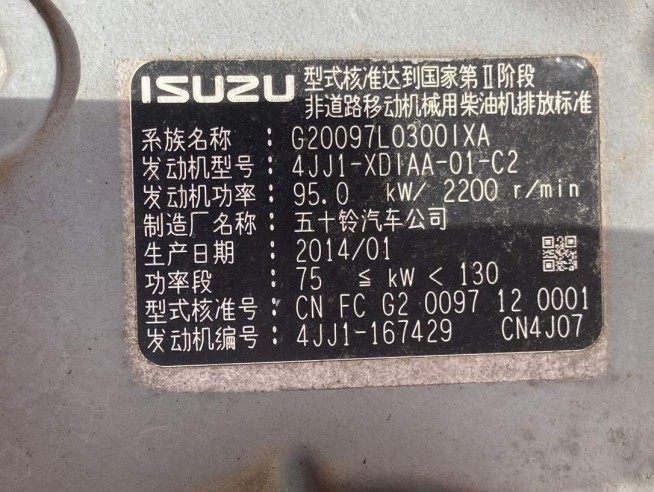 ISUZU 型式核准达到国家第Ⅱ阶段
非道路移动机械用柴油机排放标准
系族名称 : G20097L0300IXA
发动机型号 : 4JJ1-XDIAA-01-C2
发动机功率 : 95.0 kW/ 2200 r/min
制造厂名称 : 五十铃汽车公司
生产日期 : 2014/01
功率段 : 75 ≦ kW < 130
型式核准号 : CN FC G2 0097 12 0001
发动机编号 : 4JJ1-167429 CN4J07